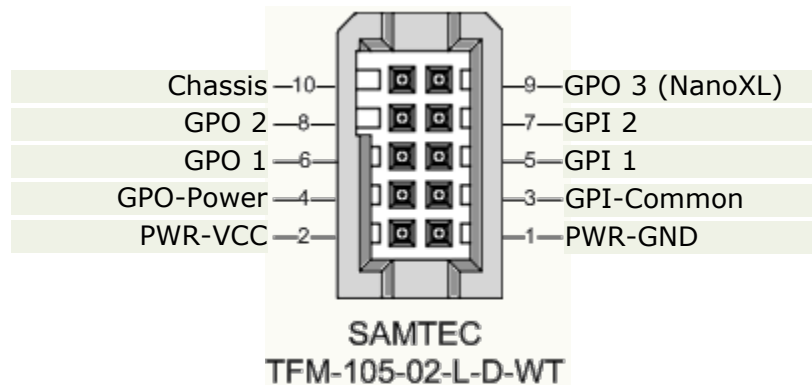 Chassis 10 9 GPO 3 (NanoXL)
GPO 2 8 7 GPI 2
GPO 1 6 5 GPI 1
GPO-Power 4 3 GPI-Common
PWR-VCC 2 1 PWR-GND
SAMTEC
TFM-105-02-L-D-WT